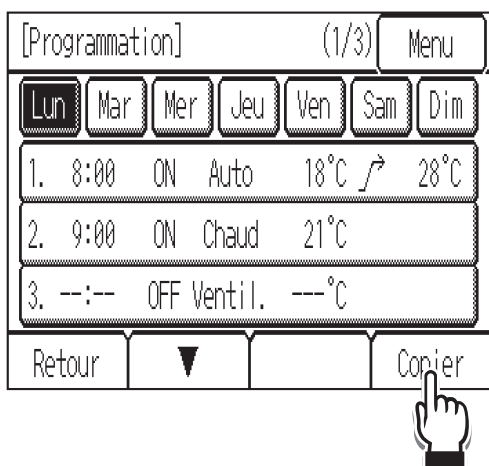 [Programmation] (1/3) Menu
Lun Mar Mer Jeu Ven Sam Dim
1. 8:00 ON Auto 18°C 28°C
2. 9:00 ON Chaud 21°C
3. --:-- OFF Ventil. ---°C
Retour ▼ Copier